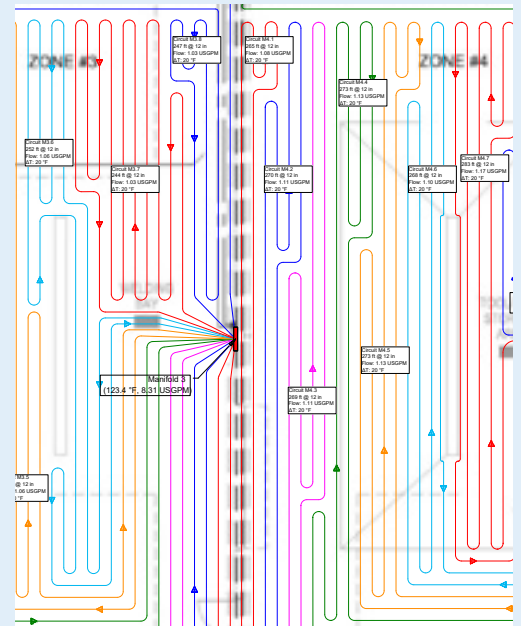 Circuit M3.8
247 ft @ 12 in
Flow: 1.03 USGPM
ΔT: 20 °F
Circuit M4.1
265 ft @ 12 in
Flow: 1.08 USGPM
ΔT: 20 °F
ZONE #3
ZONE #4
Circuit M4.4
273 ft @ 12 in
Flow: 1.13 USGPM
ΔT: 20 °F
Circuit M3.6
252 ft @ 12 in
Flow: 1.06 USGPM
ΔT: 20 °F
Circuit M3.7
244 ft @ 12 in
Flow: 1.03 USGPM
ΔT: 20 °F
Circuit M4.2
270 ft @ 12 in
Flow: 1.11 USGPM
ΔT: 20 °F
Circuit M4.6
268 ft @ 12 in
Flow: 1.10 USGPM
ΔT: 20 °F
Circuit M4.7
283 ft @ 12 in
Flow: 1.17 USGPM
ΔT: 20 °F
WELDING
BAY
Circuit M4.5
273 ft @ 12 in
Flow: 1.13 USGPM
ΔT: 20 °F
Manifold 3
(123.4 °F, 8.31 USGPM)
Circuit M4.3
269 ft @ 12 in
Flow: 1.11 USGPM
ΔT: 20 °F
M3.5
@ 12 in
1.06 USGPM
°F